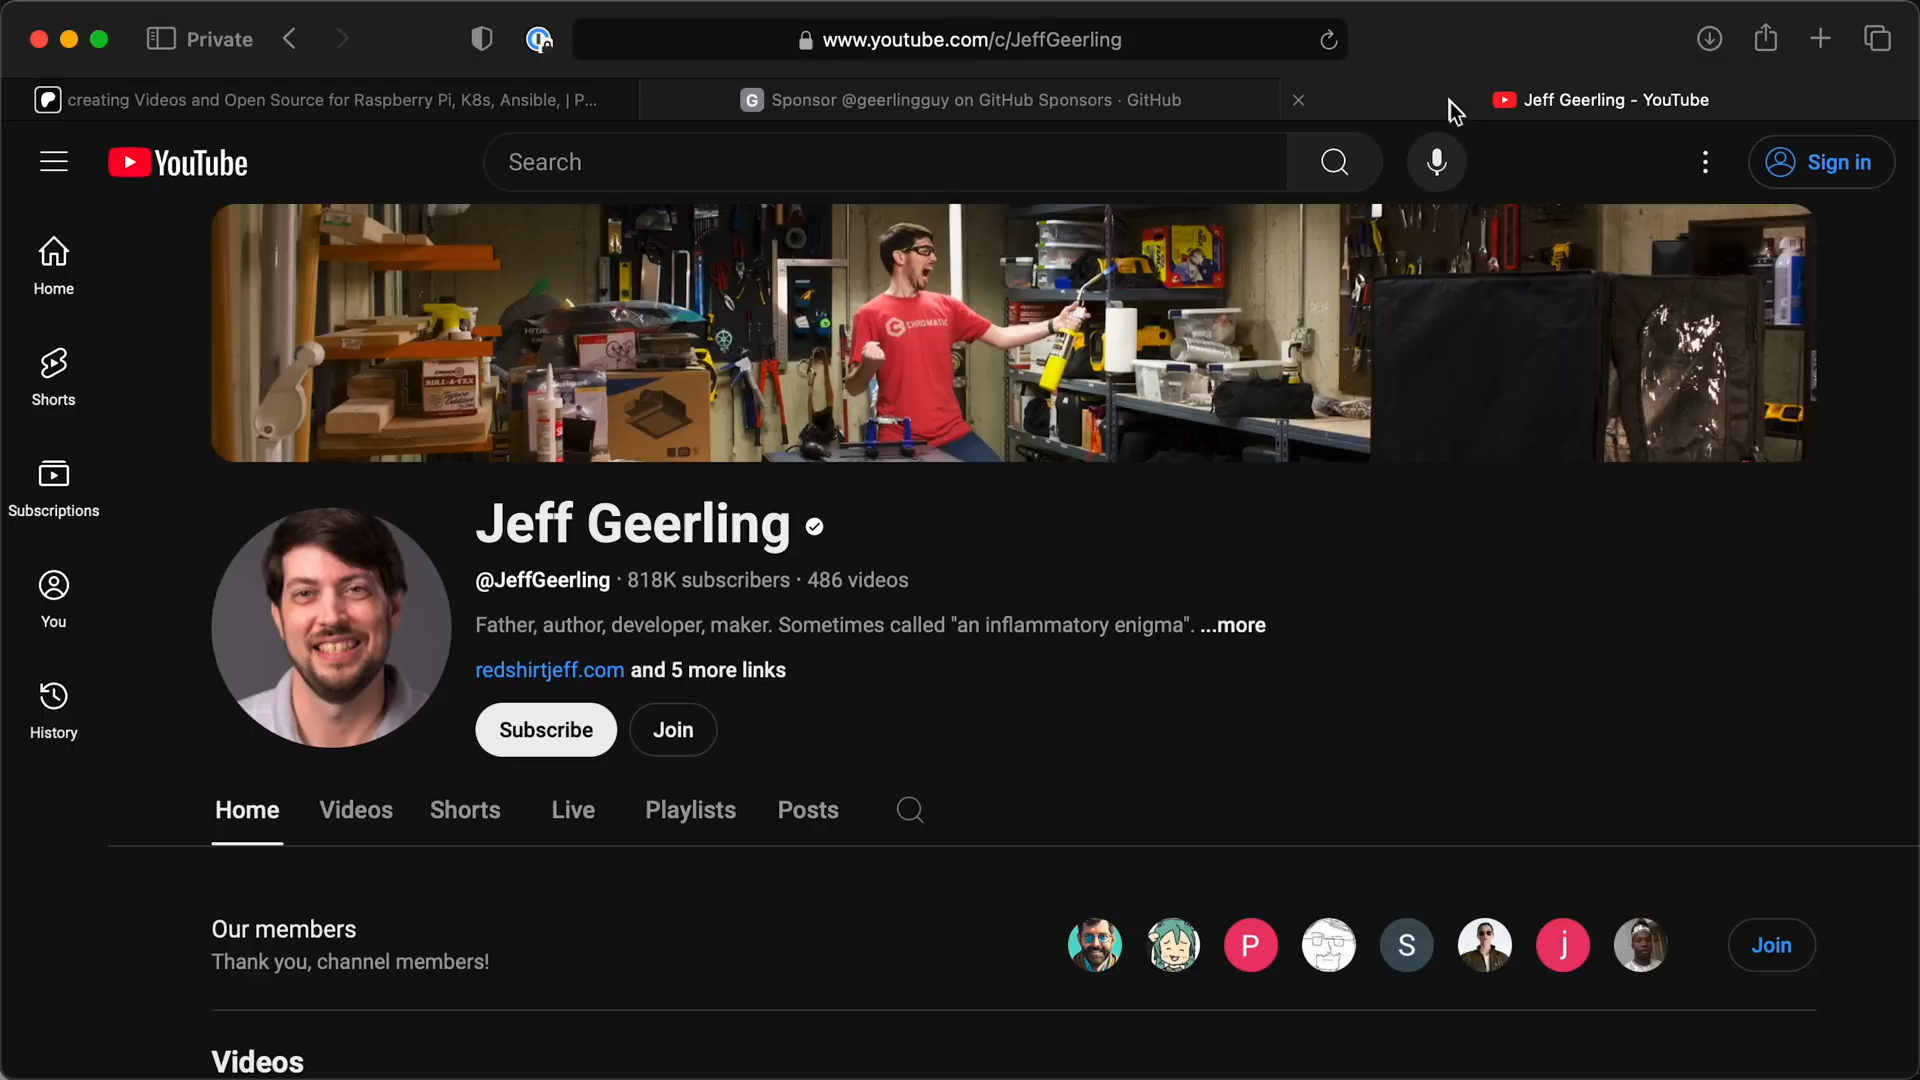 Private
www.youtube.com/c/JeffGeerling
creating Videos and Open Source for Raspberry Pi, K8s, Ansible, | P...
G
Sponsor @geerlingguy on GitHub Sponsors · GitHub
Jeff Geerling - YouTube
YouTube
Search
Sign in
Home
Shorts
Subscriptions
You
History
CHROMATIC
ROLL-A-TEX
Jeff Geerling
@JeffGeerling · 818K subscribers · 486 videos
Father, author, developer, maker. Sometimes called "an inflammatory enigma". ...more
redshirtjeff.com and 5 more links
Subscribe
Join
Home
Videos
Shorts
Live
Playlists
Posts
Our members
Thank you, channel members!
P
S
j
Join
Videos